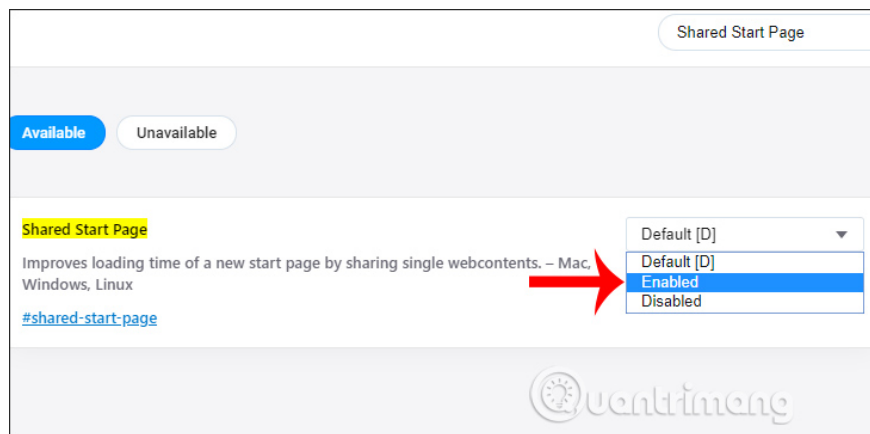 Shared Start Page
Available
Unavailable
Shared Start Page
Default [D]
Improves loading time of a new start page by sharing single webcontents. – Mac,
Windows, Linux
Default [D]
Enabled
Disabled
#shared-start-page
Quantrimang